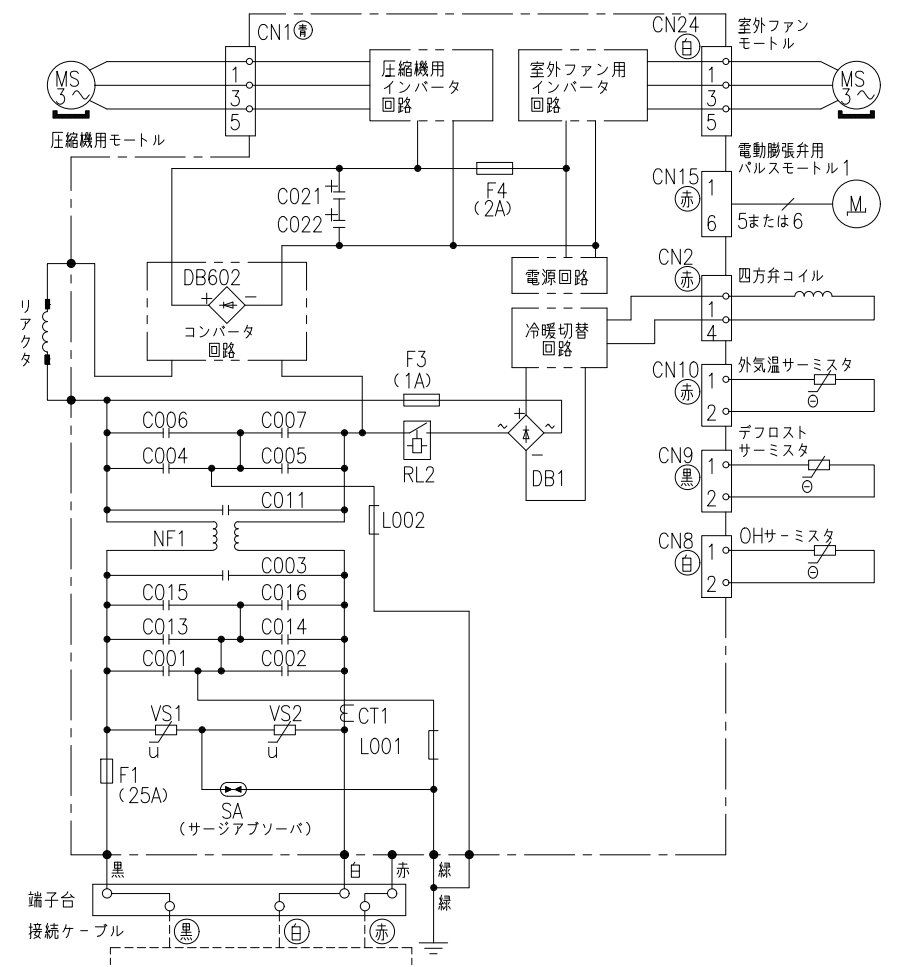 CN1 青
CN24
白
室外ファン
モートル
MS
3 〜
1
3
5
圧縮機用
インバータ
回路
室外ファン用
インバータ
回路
1
3
5
MS
3 〜
圧縮機用モートル
電動膨張弁用
パルスモートル1
CN15
赤
1
6
M
5または6
F4
(2A)
+
C021
+
C022
CN2
赤
四方弁コイル
1
4
電源回路
DB602
+ −
コンバータ
回路
リアクタ
冷暖切替
回路
F3
(1A)
CN10
赤
外気温サーミスタ
1
2
Θ
C006
C007
C004
C005
RL2
〜 + 〜
−
DB1
CN9
黒
デフロスト
サーミスタ
1
2
Θ
C011
L002
NF1
CN8
白
OHサーミスタ
1
2
Θ
C003
C015
C016
C013
C014
C001
C002
VS1
u
VS2
u
CT1
L001
F1
(25A)
SA
(サージアブソーバ)
黒
白
赤
緑
緑
端子台
接続ケーブル
黒
白
赤